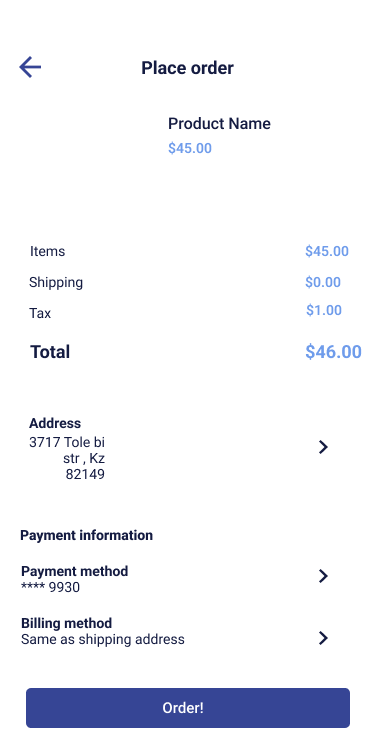 Place order
Product Name
$45.00
Items $45.00
Shipping $0.00
Tax $1.00
Total $46.00
Address
3717 Tole bi
str , Kz
82149
Payment information
Payment method
**** 9930
Billing method
Same as shipping address
Order!